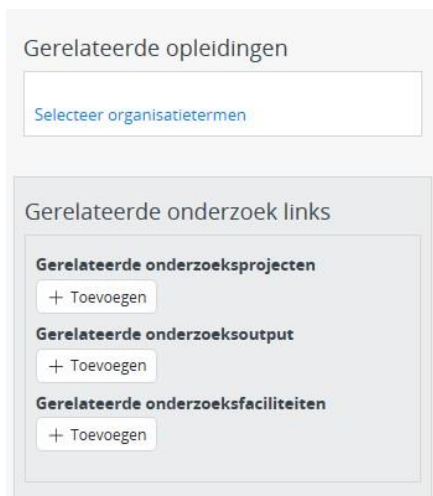 Gerelateerde opleidingen
Selecteer organisatietermen
Gerelateerde onderzoek links
Gerelateerde onderzoeksprojecten
+ Toevoegen
Gerelateerde onderzoeksoutput
+ Toevoegen
Gerelateerde onderzoeksfaciliteiten
+ Toevoegen